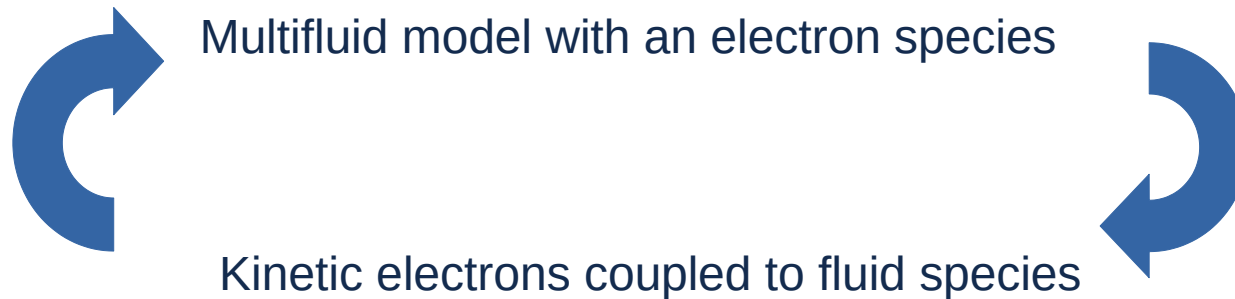 Multifluid model with an electron species
Kinetic electrons coupled to fluid species